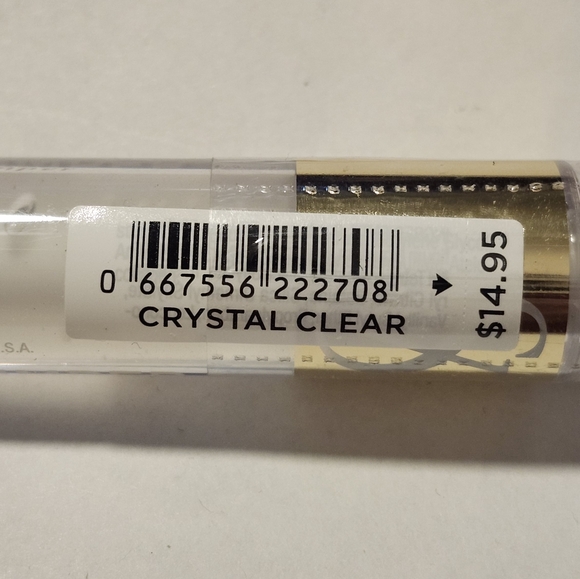 0 667556 222708
CRYSTAL CLEAR
$14.95
.S.A.